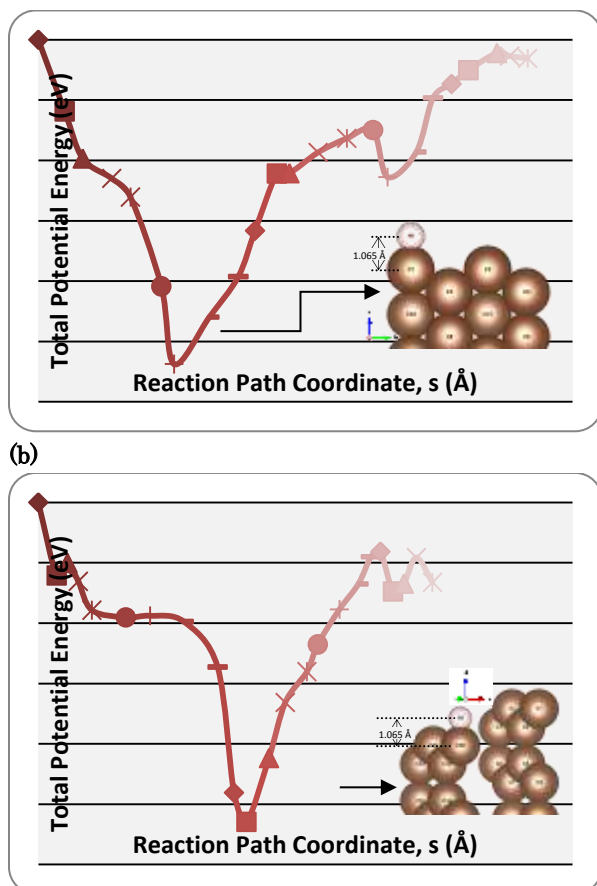 Total Potential Energy (eV)
1.065 Å
Reaction Path Coordinate, s (Å)
(b)
Total Potential Energy (eV)
1.065 Å
Reaction Path Coordinate, s (Å)